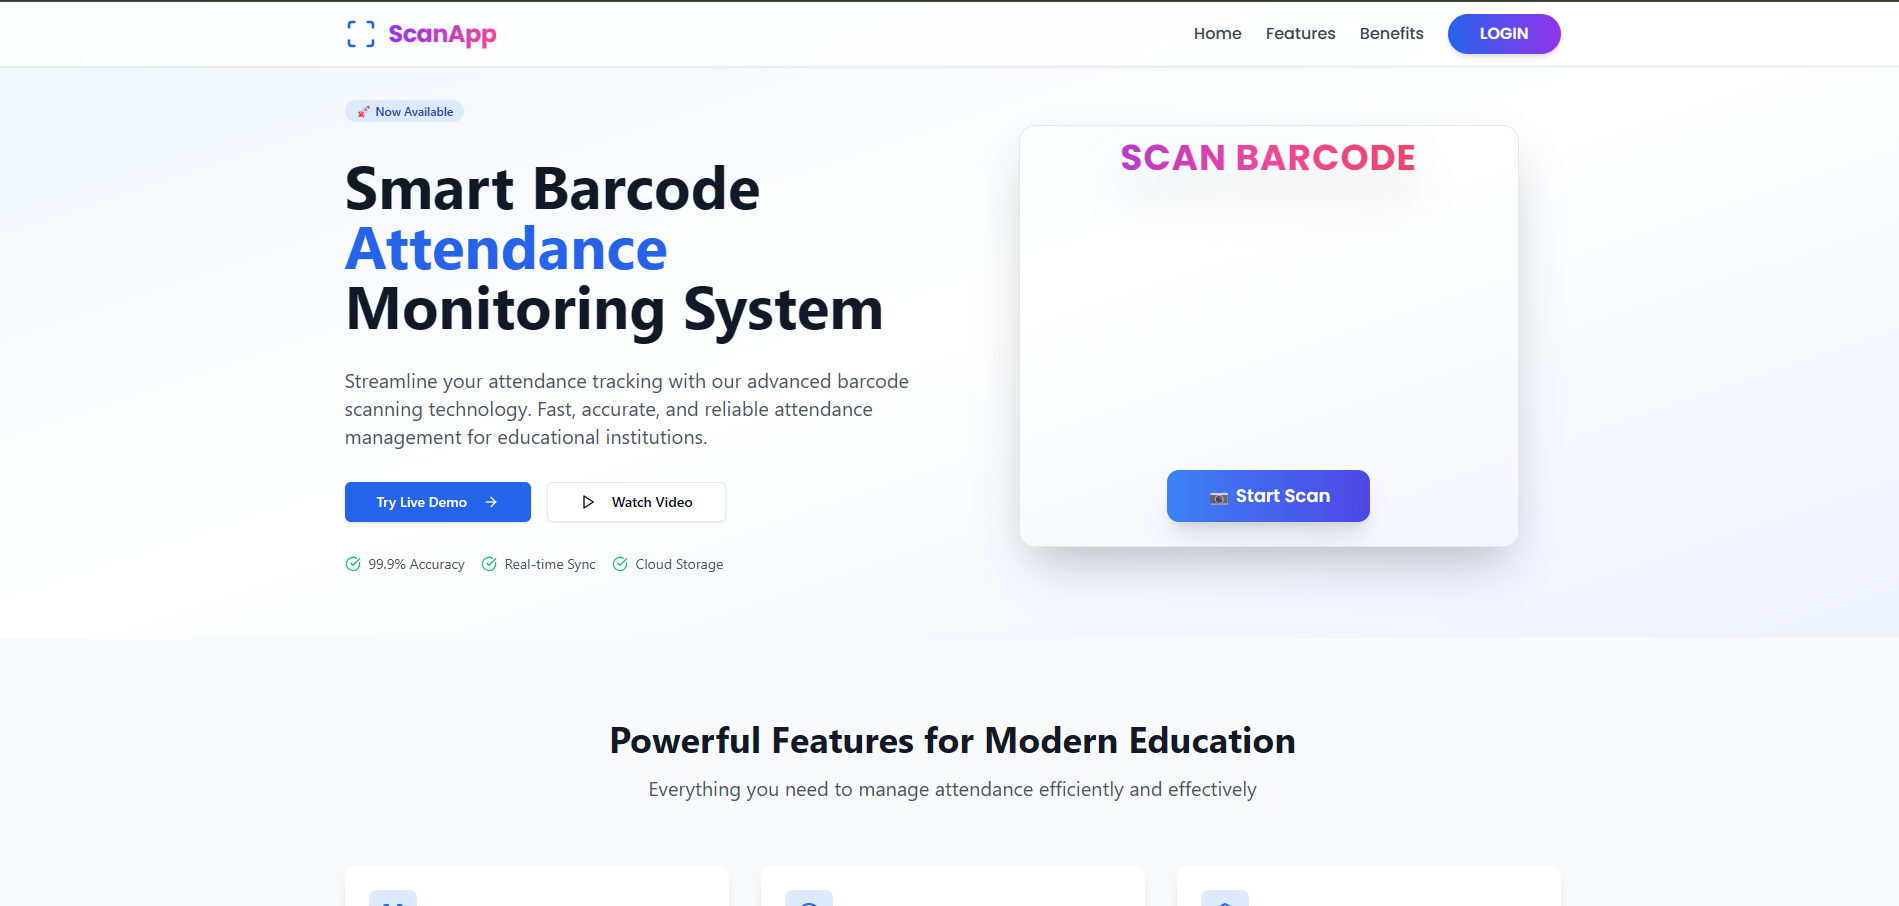 ScanApp
Home
Features
Benefits
LOGIN
🚀 Now Available
Smart Barcode
Attendance
Monitoring System
Streamline your attendance tracking with our advanced barcode
scanning technology. Fast, accurate, and reliable attendance
management for educational institutions.
Try Live Demo
Watch Video
99.9% Accuracy
Real-time Sync
Cloud Storage
SCAN BARCODE
📷 Start Scan
Powerful Features for Modern Education
Everything you need to manage attendance efficiently and effectively